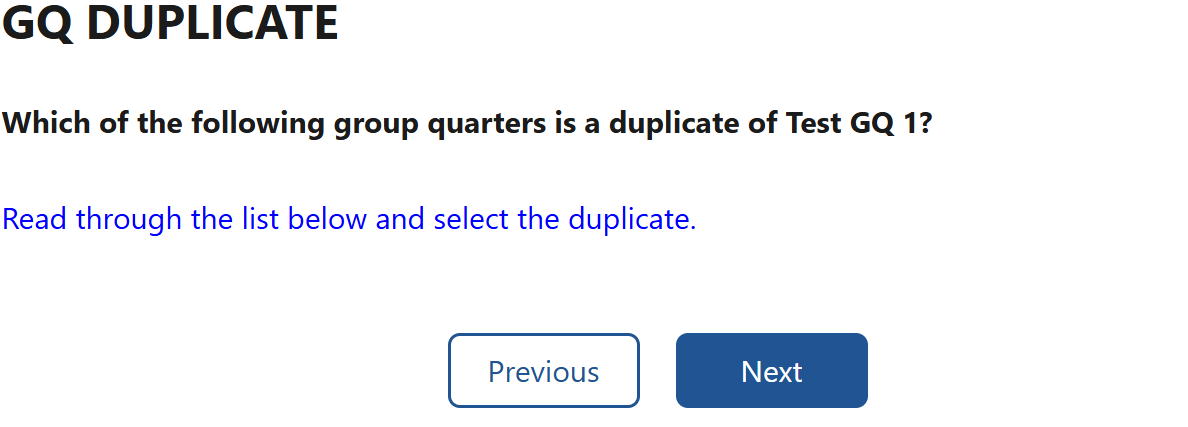 GQ DUPLICATE
Which of the following group quarters is a duplicate of Test GQ 1?
Read through the list below and select the duplicate.
Previous
Next